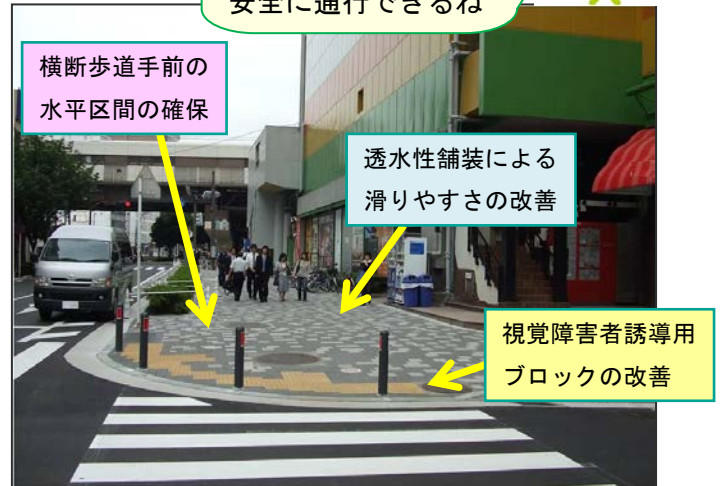 安全に通行できるね
横断歩道手前の
水平区間の確保
透水性舗装による
滑りやすさの改善
視覚障害者誘導用
ブロックの改善